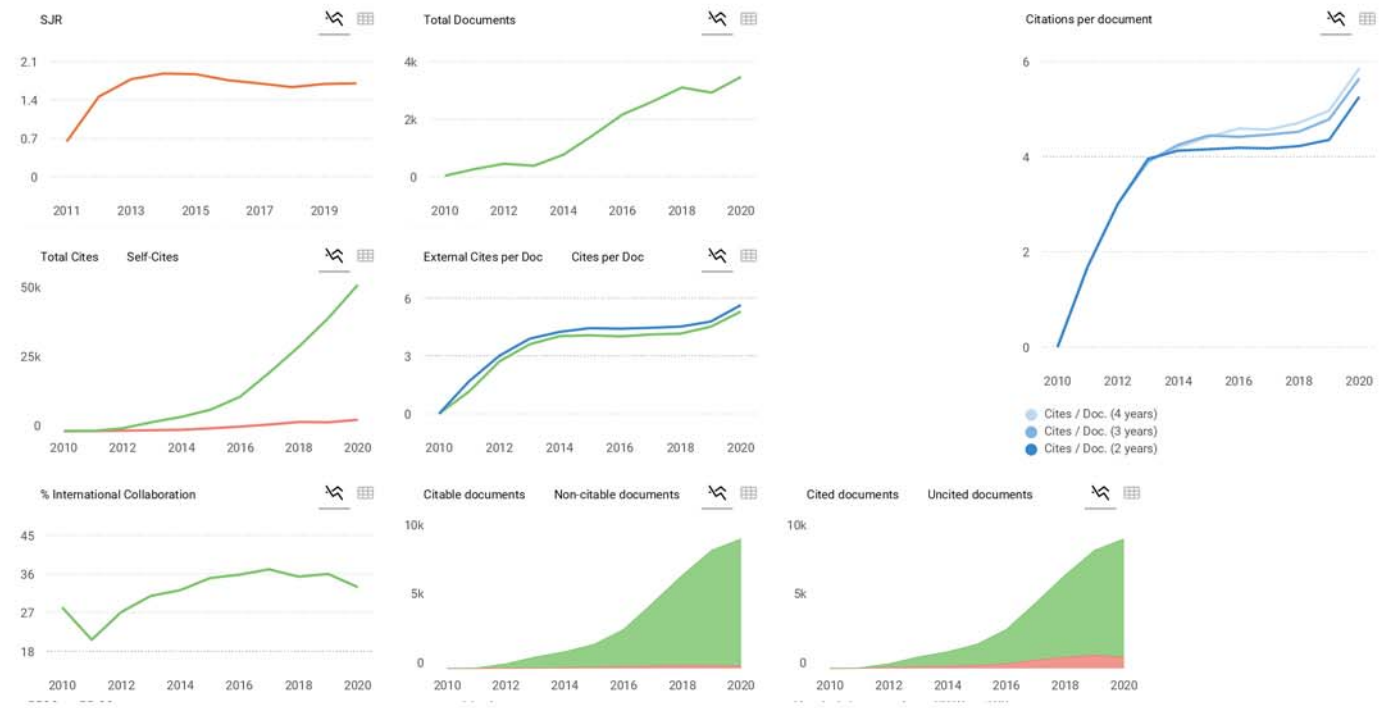 SJR
2.1
1.4
0.7
0
2011 2013 2015 2017 2019
Total Documents
4k
2k
0
2010 2012 2014 2016 2018 2020
Citations per document
6
4
2
0
2010 2012 2014 2016 2018 2020
Cites / Doc. (4 years)
Cites / Doc. (3 years)
Cites / Doc. (2 years)
Total Cites Self-Cites
50k
25k
0
2010 2012 2014 2016 2018 2020
External Cites per Doc Cites per Doc
6
3
0
2010 2012 2014 2016 2018 2020
% International Collaboration
45
36
27
18
2010 2012 2014 2016 2018 2020
Citable documents Non-citable documents
10k
5k
0
2010 2012 2014 2016 2018 2020
Cited documents Uncited documents
10k
5k
0
2010 2012 2014 2016 2018 2020